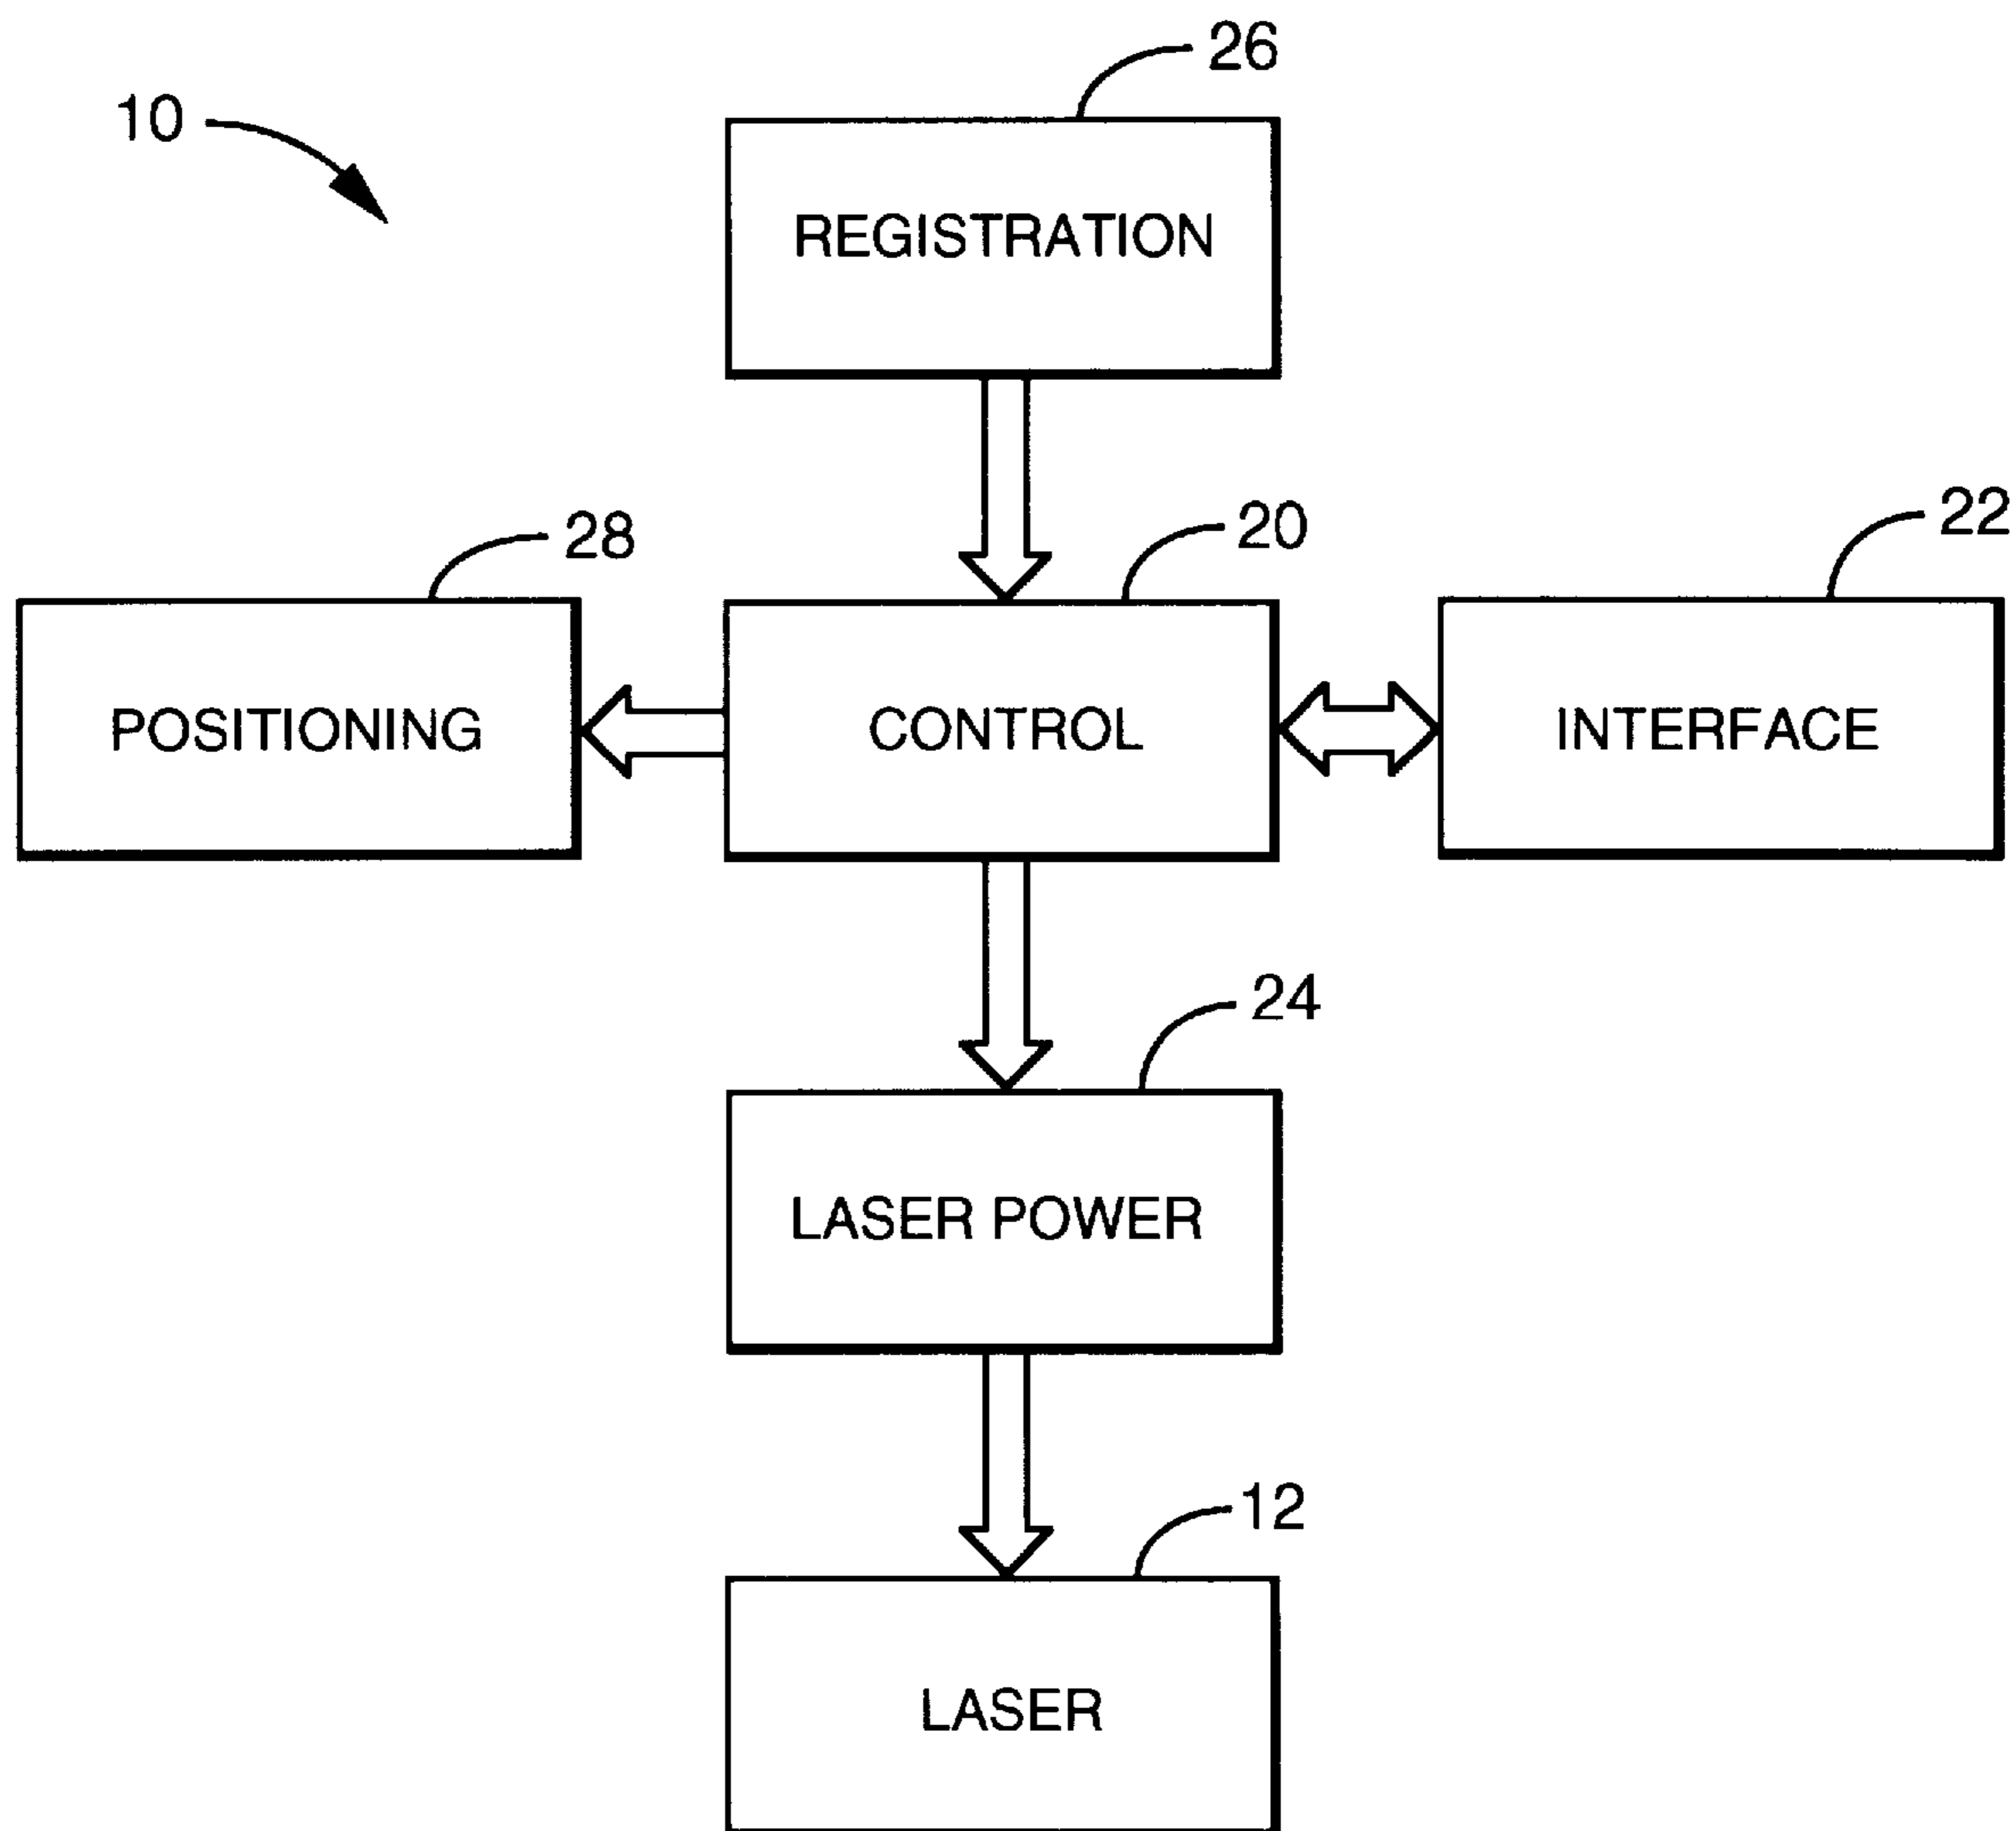 26
10
REGISTRATION
28
20
22
POSITIONING
CONTROL
INTERFACE
24
LASER POWER
12
LASER